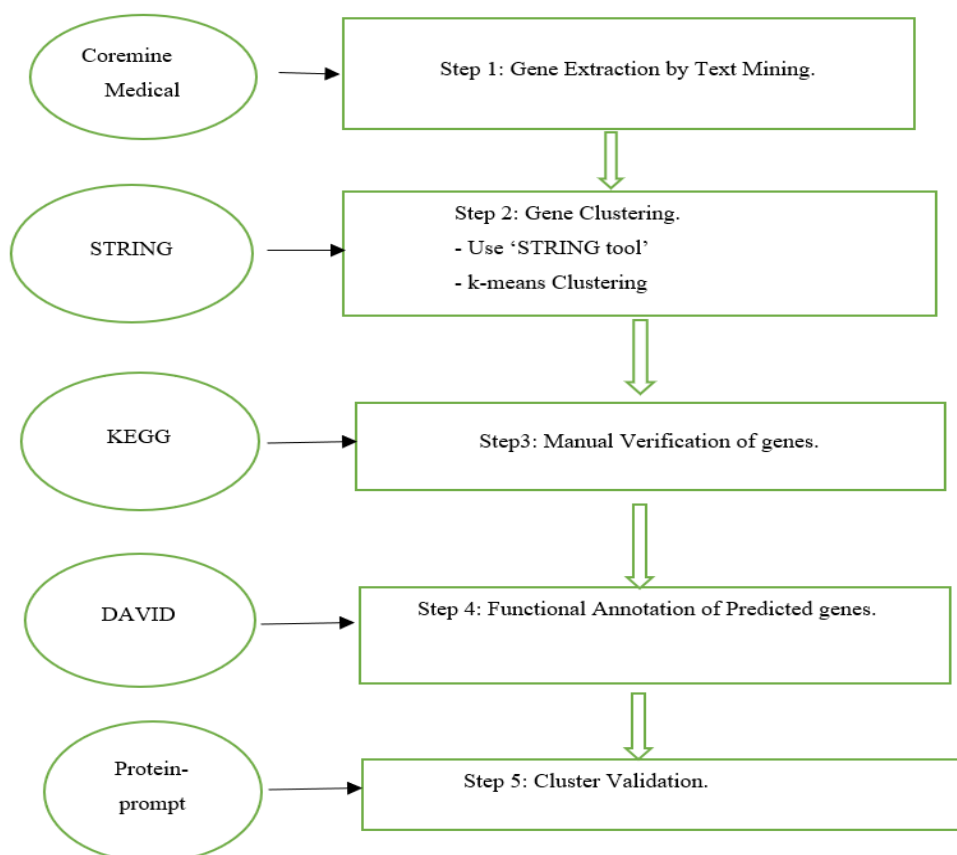 Coremine
Medical
Step 1: Gene Extraction by Text Mining.
STRING
Step 2: Gene Clustering.
- Use ‘STRING tool’
- k-means Clustering
KEGG
Step3: Manual Verification of genes.
DAVID
Step 4: Functional Annotation of Predicted genes.
Protein-
prompt
Step 5: Cluster Validation.